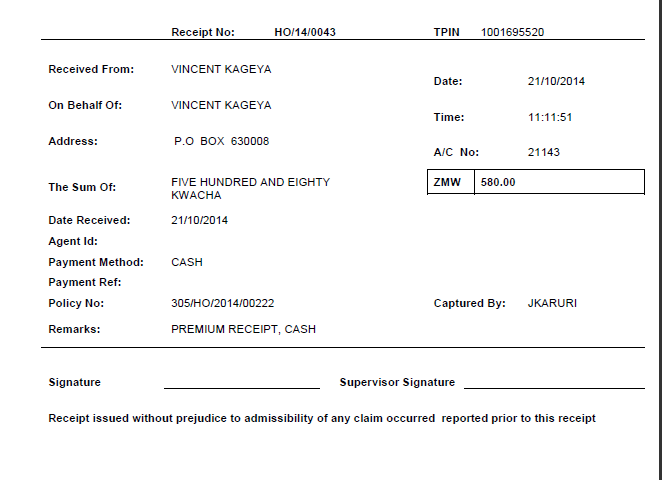 Receipt No: HO/14/0043 TPIN 1001695520
Received From: VINCENT KAGEYA
Date: 21/10/2014
On Behalf Of: VINCENT KAGEYA
Time: 11:11:51
Address: P.O BOX 630008
A/C No: 21143
The Sum Of: FIVE HUNDRED AND EIGHTY
KWACHA
ZMW 580.00
Date Received: 21/10/2014
Agent Id:
Payment Method: CASH
Payment Ref:
Policy No: 305/HO/2014/00222 Captured By: JKARURI
Remarks: PREMIUM RECEIPT, CASH
Signature Supervisor Signature
Receipt issued without prejudice to admissibility of any claim occurred reported prior to this receipt